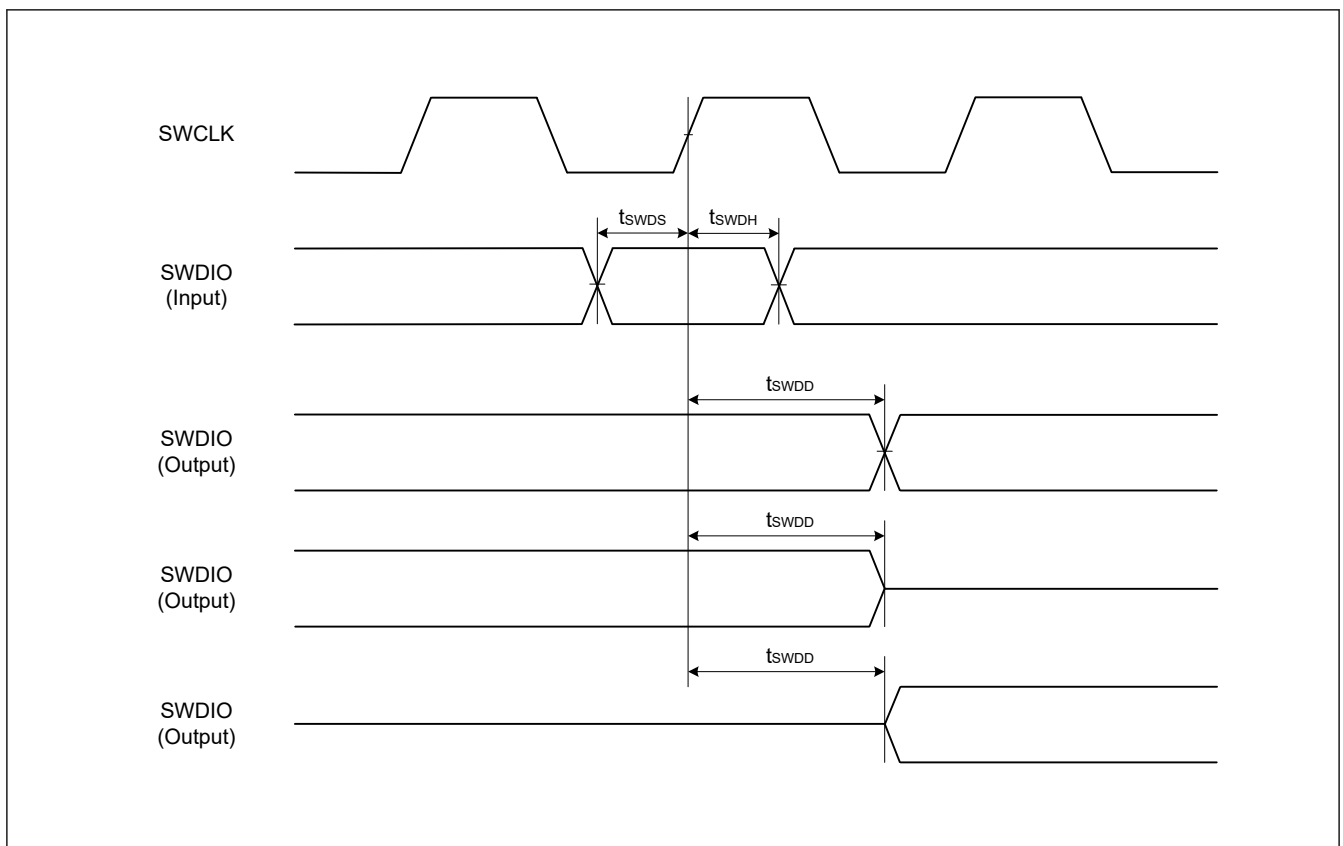 SWCLK
tSWDS
tSWDH
SWDIO
(Input)
tSWDD
SWDIO
(Output)
tSWDD
SWDIO
(Output)
tSWDD
SWDIO
(Output)